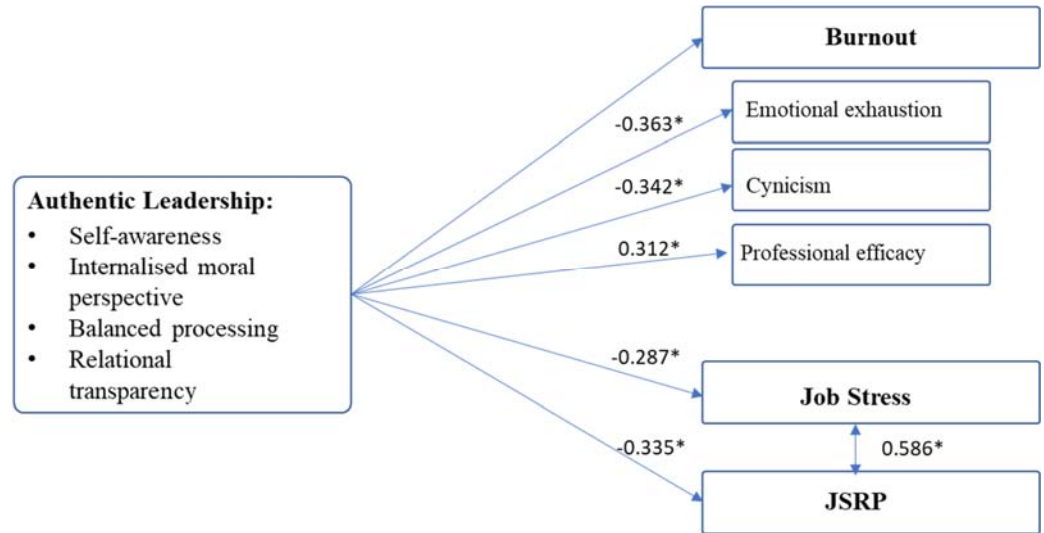 Authentic Leadership:
• Self-awareness
• Internalised moral
perspective
• Balanced processing
• Relational
transparency
Burnout
-0.363*
Emotional exhaustion
-0.342*
Cynicism
0.312*
Professional efficacy
-0.287*
Job Stress
-0.335*
0.586*
JSRP